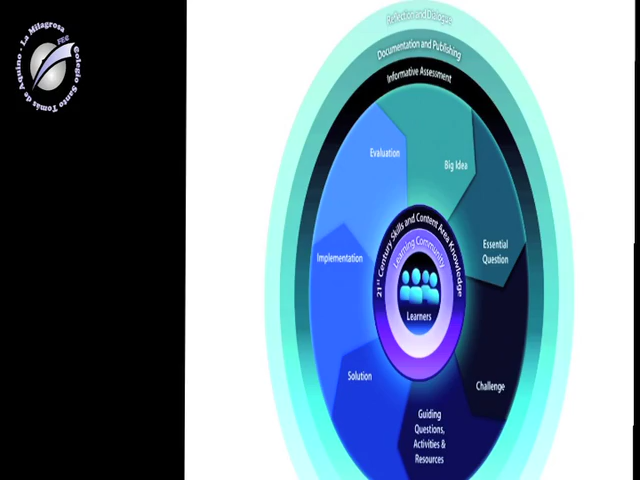 Colegio Santo Tomás de Aquino - La Milagrosa
FEC
Reflection and Dialogue
Documentation and Publishing
Informative Assessment
Evaluation
Big Idea
Essential
Question
Implementation
21st Century Skills and Content Area Knowledge
Learning Community
Learners
Solution
Challenge
Guiding
Questions,
Activities &
Resources